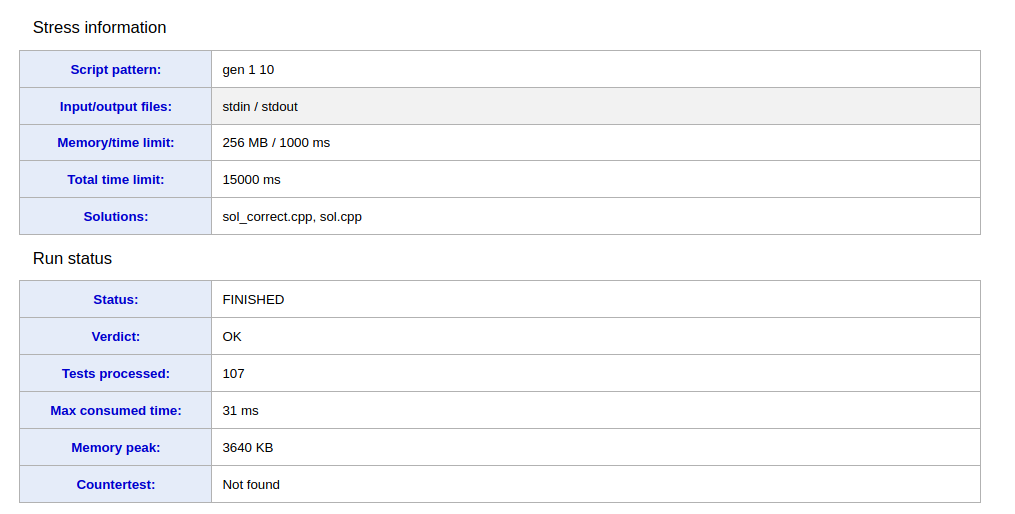 Stress information
Script pattern: gen 1 10
Input/output files: stdin / stdout
Memory/time limit: 256 MB / 1000 ms
Total time limit: 15000 ms
Solutions: sol_correct.cpp, sol.cpp
Run status
Status: FINISHED
Verdict: OK
Tests processed: 107
Max consumed time: 31 ms
Memory peak: 3640 KB
Countertest: Not found